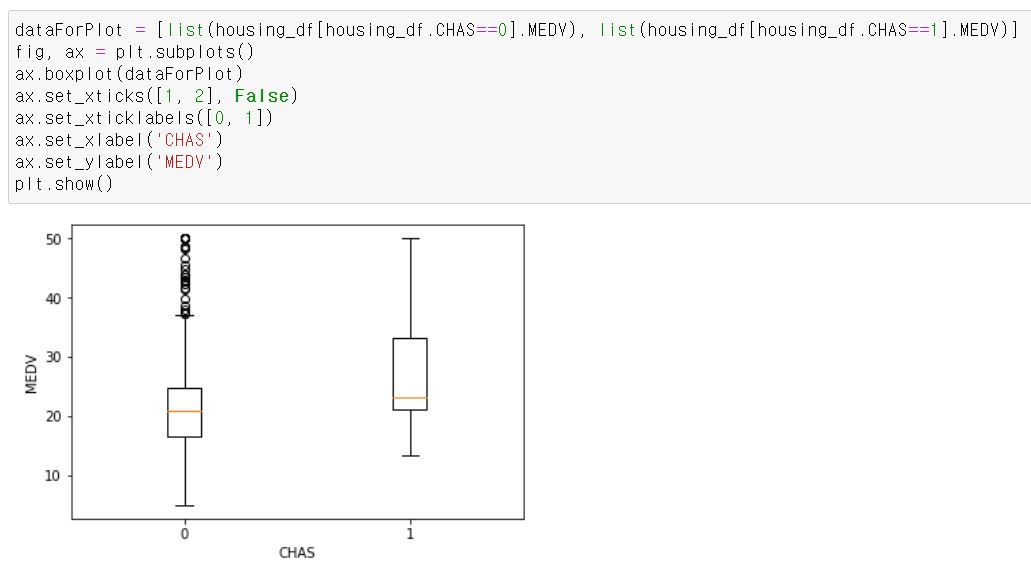 dataForPlot = [list(housing_df[housing_df.CHAS==0].MEDV), list(housing_df[housing_df.CHAS==1].MEDV)]
fig, ax = plt.subplots()
ax.boxplot(dataForPlot)
ax.set_xticks([1, 2], False)
ax.set_xticklabels([0, 1])
ax.set_xlabel('CHAS')
ax.set_ylabel('MEDV')
plt.show()
50
40
30
20
10
MEDV
0 1
CHAS